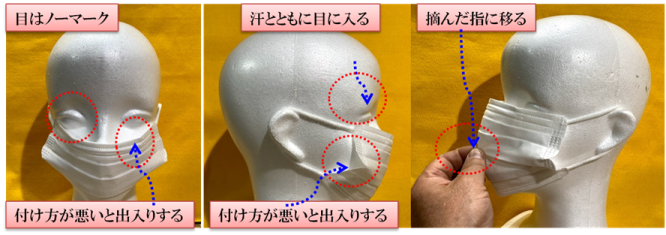 目はノーマーク
付け方が悪いと出入りする
汗とともに目に入る
付け方が悪いと出入りする
摘んだ指に移る